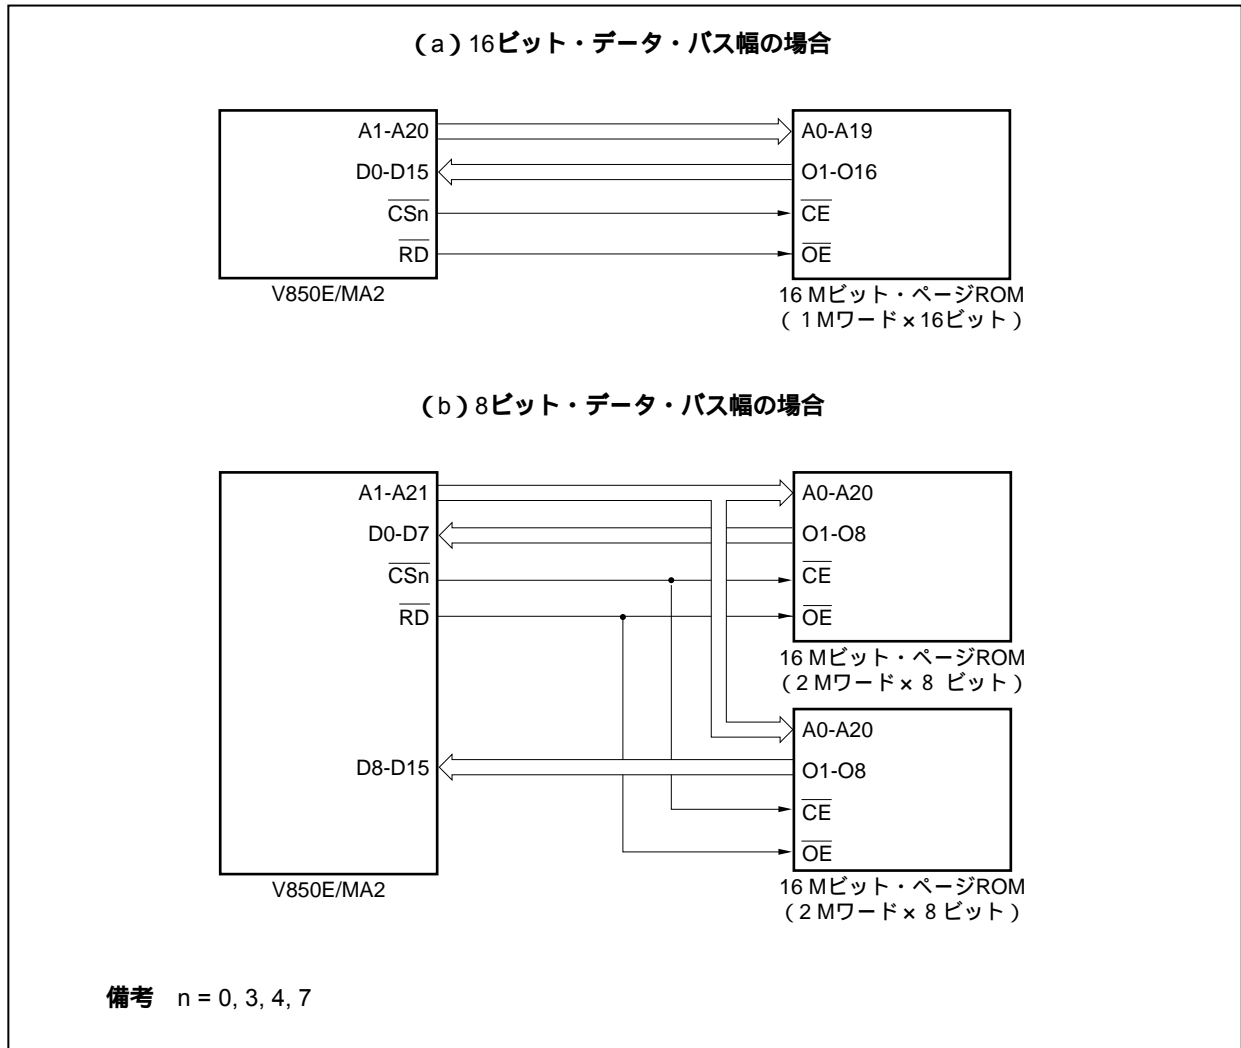 （a）16ビット・データ・バス幅の場合
A1-A20
A0-A19
D0-D15
O1-O16
CSn
CE
RD
OE
V850E/MA2
16 Mビット・ページROM
（1 Mワード×16ビット）
（b）8ビット・データ・バス幅の場合
A1-A21
A0-A20
D0-D7
O1-O8
CSn
CE
RD
OE
16 Mビット・ページROM
（2 Mワード×8 ビット）
A0-A20
D8-D15
O1-O8
CE
OE
V850E/MA2
16 Mビット・ページROM
（2 Mワード×8 ビット）
備考 n = 0, 3, 4, 7